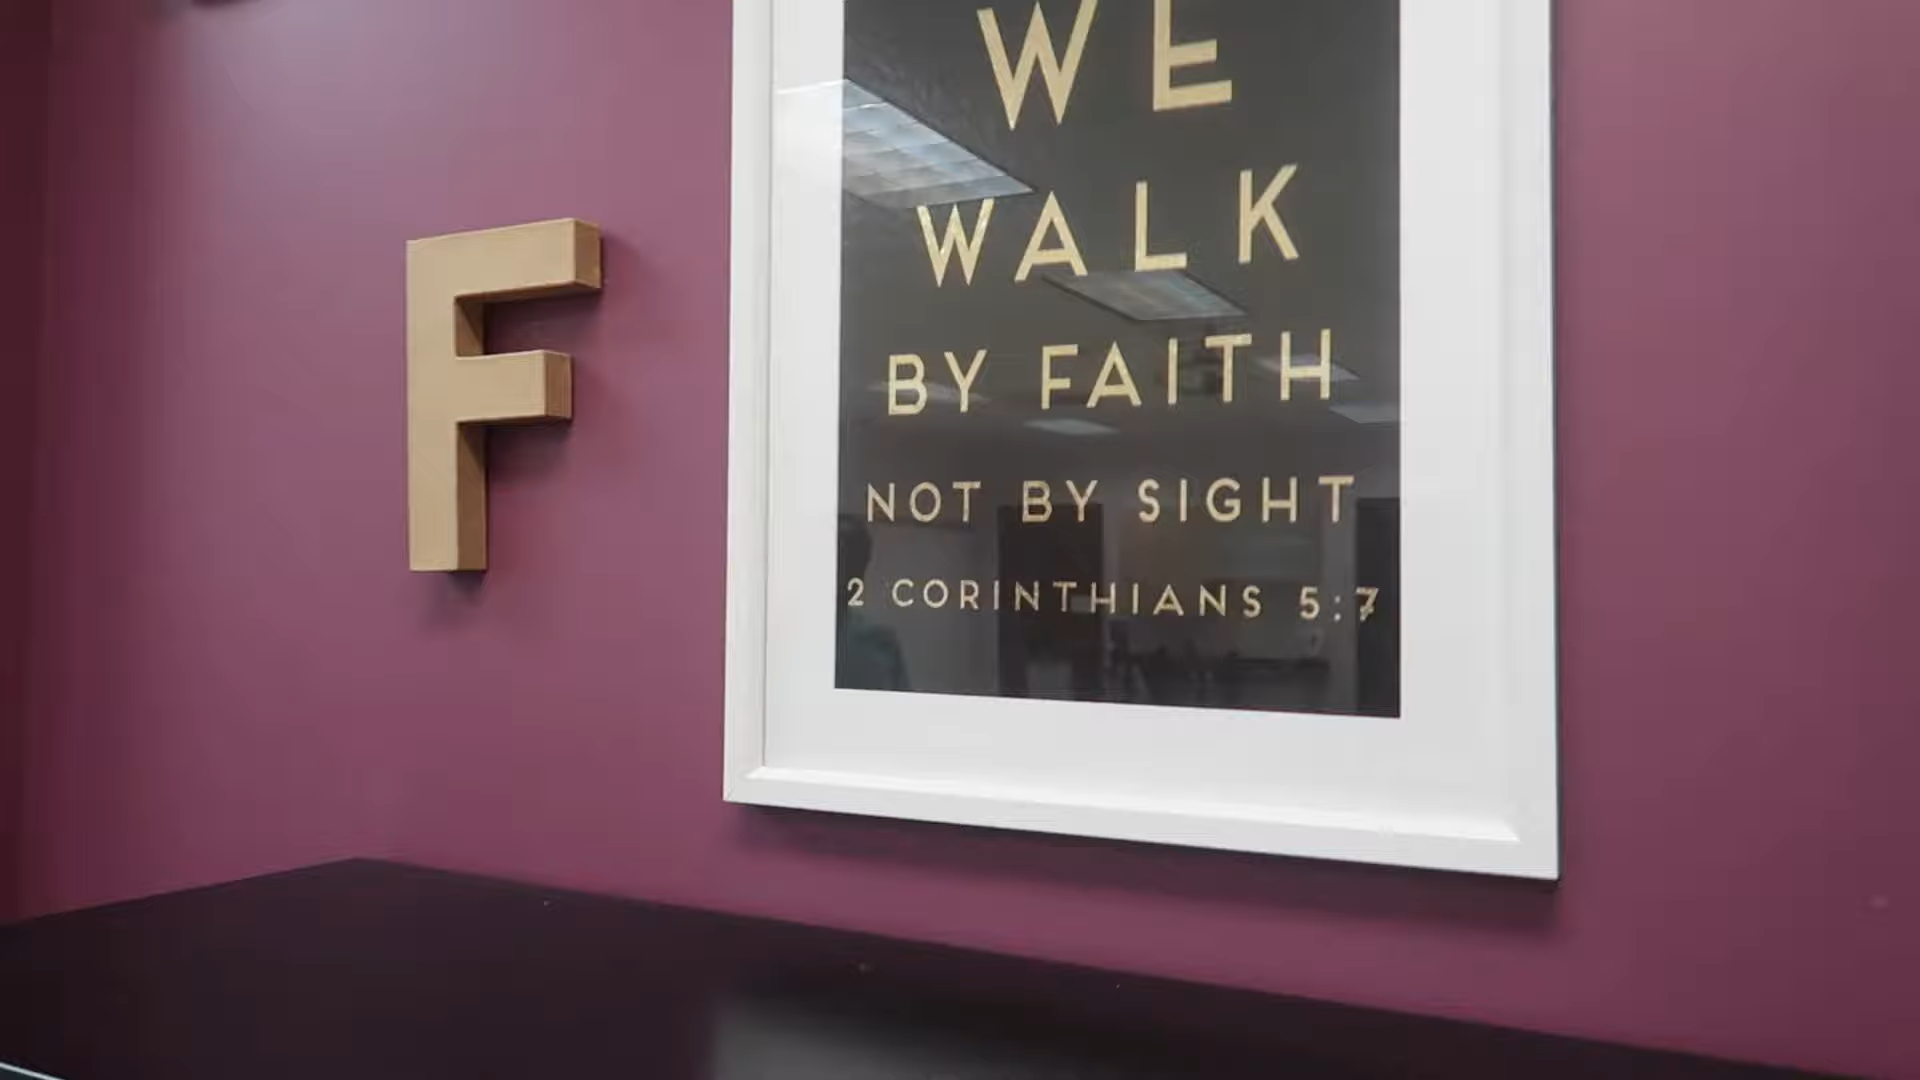 F
WE
WALK
BY FAITH
NOT BY SIGHT
2 CORINTHIANS 5:7